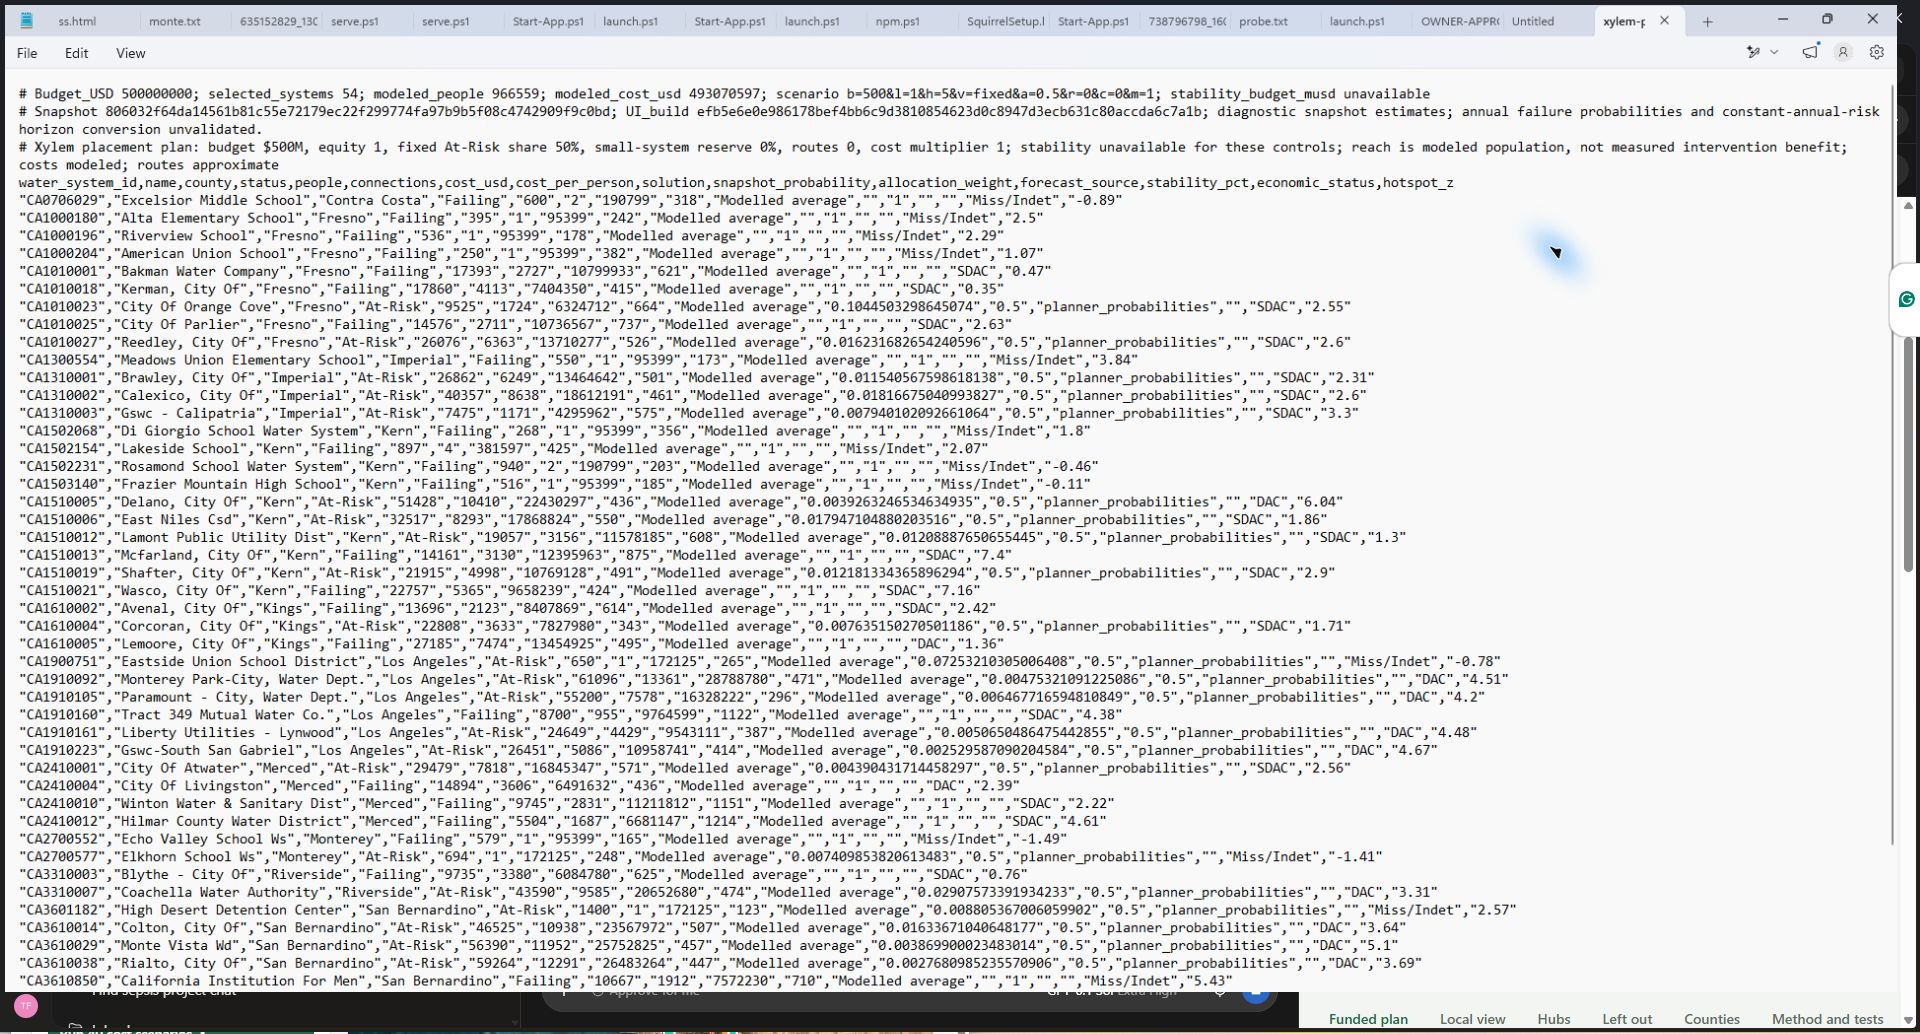 ss.html monte.txt 635152829_13( serve.ps1 serve.ps1 Start-App.ps1 launch.ps1 Start-App.ps1 launch.ps1 npm.ps1 SquirrelSetup.l Start-App.ps1 738796798_16( probe.txt launch.ps1 OWNER-APPR( Untitled xylem-p
File Edit View
# Budget_USD 500000000; selected_systems 54; modeled_people 966559; modeled_cost_usd 493070597; scenario b=500&l=1&h=5&v=fixed&a=0.5&r=0&c=0&m=1; stability_budget_musd unavailable
# Snapshot 806032f64da14561b81c55e72179ec22f299774fa97b9b5f08c4742909f9c0bd; UI_build efb5e6e0e986178bef4bb6c9d3810854623d0c8947d3ecb631c80accda6c7a1b; diagnostic snapshot estimates; annual failure probabilities and constant-annual-risk
horizon conversion unvalidated.
# Xylem placement plan: budget $500M, equity 1, fixed At-Risk share 50%, small-system reserve 0%, routes 0, cost multiplier 1; stability unavailable for these controls; reach is modeled population, not measured intervention benefit;
costs modeled; routes approximate
water_system_id,name,county,status,people,connections,cost_usd,cost_per_person,solution,snapshot_probability,allocation_weight,forecast_source,stability_pct,economic_status,hotspot_z
"CA0706029","Excelsior Middle School","Contra Costa","Failing","600","2","190799","318","Modelled average","","1","","","Miss/Indet","-0.89"
"CA1000180","Alta Elementary School","Fresno","Failing","395","1","95399","242","Modelled average","","1","","","Miss/Indet","2.5"
"CA1000196","Riverview School","Fresno","Failing","536","1","95399","178","Modelled average","","1","","","Miss/Indet","2.29"
"CA1000204","American Union School","Fresno","Failing","250","1","95399","382","Modelled average","","1","","","Miss/Indet","1.07"
"CA1010001","Bakman Water Company","Fresno","Failing","17393","2727","10799933","621","Modelled average","","1","","","SDAC","0.47"
"CA1010018","Kerman, City Of","Fresno","Failing","17860","4113","7404350","415","Modelled average","","1","","","SDAC","0.35"
"CA1010023","City Of Orange Cove","Fresno","At-Risk","9525","1724","6324712","664","Modelled average","0.1044503298645074","0.5","planner_probabilities","","SDAC","2.55"
"CA1010025","City Of Parlier","Fresno","Failing","14576","2711","10736567","737","Modelled average","","1","","","SDAC","2.63"
"CA1010027","Reedley, City Of","Fresno","At-Risk","26076","6363","13710277","526","Modelled average","0.016231682654240596","0.5","planner_probabilities","","SDAC","2.6"
"CA1300554","Meadows Union Elementary School","Imperial","Failing","550","1","95399","173","Modelled average","","1","","","Miss/Indet","3.84"
"CA1310001","Brawley, City Of","Imperial","At-Risk","26862","6249","13464642","501","Modelled average","0.011540567598618138","0.5","planner_probabilities","","SDAC","2.31"
"CA1310002","Calexico, City Of","Imperial","At-Risk","40357","8638","18612191","461","Modelled average","0.01816675040993827","0.5","planner_probabilities","","SDAC","2.6"
"CA1310003","Gswc - Calipatria","Imperial","At-Risk","7475","1171","4295962","575","Modelled average","0.007940102092661064","0.5","planner_probabilities","","SDAC","3.3"
"CA1502068","Di Giorgio School Water System","Kern","Failing","268","1","95399","356","Modelled average","","1","","","Miss/Indet","1.8"
"CA1502154","Lakeside School","Kern","Failing","897","4","381597","425","Modelled average","","1","","","Miss/Indet","2.07"
"CA1502231","Rosamond School Water System","Kern","Failing","940","2","190799","203","Modelled average","","1","","","Miss/Indet","-0.46"
"CA1503140","Frazier Mountain High School","Kern","Failing","516","1","95399","185","Modelled average","","1","","","Miss/Indet","-0.11"
"CA1510005","Delano, City Of","Kern","At-Risk","51428","10410","22430297","436","Modelled average","0.0039263246534634935","0.5","planner_probabilities","","DAC","6.04"
"CA1510006","East Niles Csd","Kern","At-Risk","32517","8293","17868824","550","Modelled average","0.017947104880203516","0.5","planner_probabilities","","SDAC","1.86"
"CA1510012","Lamont Public Utility Dist","Kern","At-Risk","19057","3156","11578185","608","Modelled average","0.01208887650655445","0.5","planner_probabilities","","SDAC","1.3"
"CA1510013","Mcfarland, City Of","Kern","Failing","14161","3130","12395963","875","Modelled average","","1","","","SDAC","7.4"
"CA1510019","Shafter, City Of","Kern","At-Risk","21915","4998","10769128","491","Modelled average","0.012181334365896294","0.5","planner_probabilities","","SDAC","2.9"
"CA1510021","Wasco, City Of","Kern","Failing","22757","5365","9658239","424","Modelled average","","1","","","SDAC","7.16"
"CA1610002","Avenal, City Of","Kings","Failing","13696","2123","8407869","614","Modelled average","","1","","","SDAC","2.42"
"CA1610004","Corcoran, City Of","Kings","At-Risk","22808","3633","7827980","343","Modelled average","0.007635150270501186","0.5","planner_probabilities","","SDAC","1.71"
"CA1610005","Lemoore, City Of","Kings","Failing","27185","7474","13454925","495","Modelled average","","1","","","DAC","1.36"
"CA1900751","Eastside Union School District","Los Angeles","At-Risk","650","1","172125","265","Modelled average","0.07253210305006408","0.5","planner_probabilities","","Miss/Indet","-0.78"
"CA1910092","Monterey Park-City, Water Dept.","Los Angeles","At-Risk","61096","13361","28788780","471","Modelled average","0.00475321091225086","0.5","planner_probabilities","","DAC","4.51"
"CA1910105","Paramount - City, Water Dept.","Los Angeles","At-Risk","55200","7578","16328222","296","Modelled average","0.006467716594810849","0.5","planner_probabilities","","DAC","4.2"
"CA1910160","Tract 349 Mutual Water Co.","Los Angeles","Failing","8700","955","9764599","1122","Modelled average","","1","","","SDAC","4.38"
"CA1910161","Liberty Utilities - Lynwood","Los Angeles","At-Risk","24649","4429","9543111","387","Modelled average","0.0050650486475442855","0.5","planner_probabilities","","DAC","4.48"
"CA1910223","Gswc-South San Gabriel","Los Angeles","At-Risk","26451","5086","10958741","414","Modelled average","0.002529587090204584","0.5","planner_probabilities","","DAC","4.67"
"CA2410001","City Of Atwater","Merced","At-Risk","29479","7818","16845347","571","Modelled average","0.004390431714458297","0.5","planner_probabilities","","SDAC","2.56"
"CA2410004","City Of Livingston","Merced","Failing","14894","3606","6491632","436","Modelled average","","1","","","DAC","2.39"
"CA2410010","Winton Water & Sanitary Dist","Merced","Failing","9745","2831","11211812","1151","Modelled average","","1","","","SDAC","2.22"
"CA2410012","Hilmar County Water District","Merced","Failing","5504","1687","6681147","1214","Modelled average","","1","","","SDAC","4.61"
"CA2700552","Echo Valley School Ws","Monterey","Failing","579","1","95399","165","Modelled average","","1","","","Miss/Indet","-1.49"
"CA2700577","Elkhorn School Ws","Monterey","At-Risk","694","1","172125","248","Modelled average","0.007409853820613483","0.5","planner_probabilities","","Miss/Indet","-1.41"
"CA3310003","Blythe - City Of","Riverside","Failing","9735","3380","6084780","625","Modelled average","","1","","","SDAC","0.76"
"CA3310007","Coachella Water Authority","Riverside","At-Risk","43590","9585","20652680","474","Modelled average","0.02907573391934233","0.5","planner_probabilities","","DAC","3.31"
"CA3601182","High Desert Detention Center","San Bernardino","At-Risk","1400","1","172125","123","Modelled average","0.008805367006059902","0.5","planner_probabilities","","Miss/Indet","2.57"
"CA3610014","Colton, City Of","San Bernardino","At-Risk","46525","10938","23567972","507","Modelled average","0.01633671040648177","0.5","planner_probabilities","","DAC","3.64"
"CA3610029","Monte Vista Wd","San Bernardino","At-Risk","56390","11952","25752825","457","Modelled average","0.003869900023483014","0.5","planner_probabilities","","DAC","5.1"
"CA3610038","Rialto, City Of","San Bernardino","At-Risk","59264","12291","26483264","447","Modelled average","0.0027680985235570906","0.5","planner_probabilities","","DAC","3.69"
"CA3610850","California Institution For Men","San Bernardino","Failing","10667","1912","7572230","710","Modelled average","","1","","","Miss/Indet","5.43"
TF
Funded plan Local view Hubs Left out Counties Method and tests